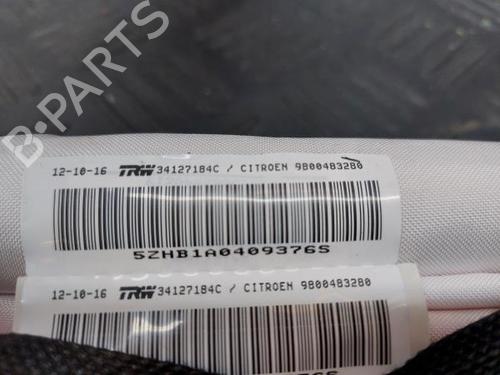 B-PARTS
12-10-16 TRW 34127184C / CITROEN 9800483280
5ZHB1A0409376S
12-10-16 TRW 34127184C / CITROEN 9800483280